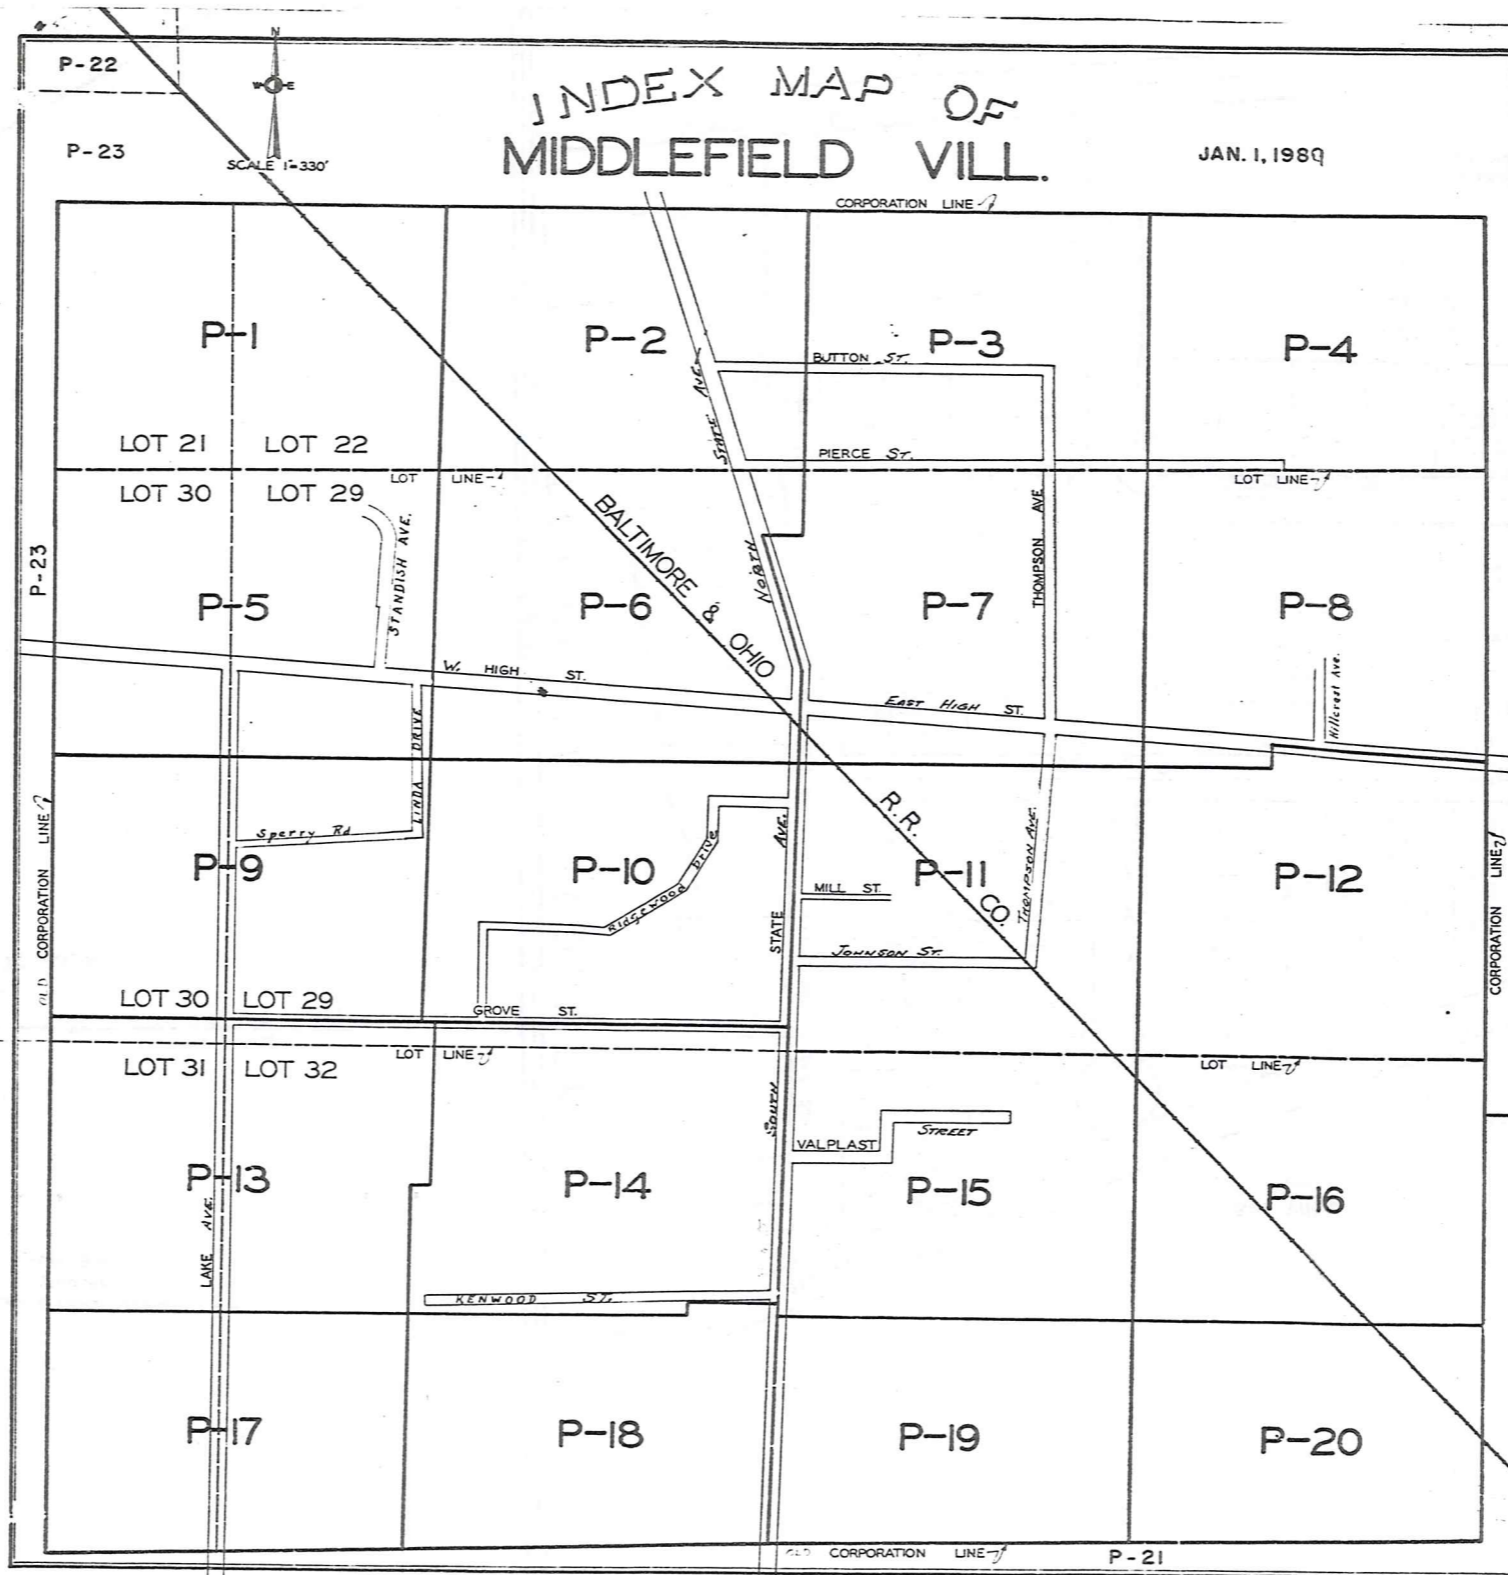 P-22
N
W E
INDEX MAP OF
P-23
SCALE 1"=330'
MIDDLEFIELD VILL.
JAN. 1, 1989
CORPORATION LINE
P-1
P-2
P-3
P-4
BUTTON ST.
STATE AVE.
LOT 21 LOT 22
PIERCE ST.
LOT LINE
LOT LINE
LOT 30 LOT 29
STANDISH AVE.
BALTIMORE & OHIO
NORTH
THOMPSON AVE
P-23
P-5
P-6
P-7
P-8
W. HIGH ST.
EAST HIGH ST.
Hillcrest Ave.
LINDA DRIVE
Sperry Rd
R.R.
OLD CORPORATION LINE
P-9
P-10
Ridgewood Drive
STATE AVE.
MILL ST.
P-11
CO.
THOMPSON AVE.
P-12
CORPORATION LINE
JOHNSON ST.
LOT 30 LOT 29
GROVE ST.
LOT LINE
LOT LINE
LOT 31 LOT 32
SOUTH
VALPLAST STREET
P-13
P-14
P-15
P-16
LAKE AVE.
KENWOOD ST.
P-17
P-18
P-19
P-20
OLD CORPORATION LINE
P-21